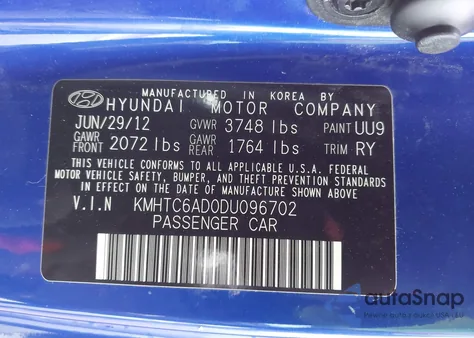 MANUFACTURED IN KOREA BY
HYUNDAI MOTOR COMPANY
JUN/29/12 GVWR 3748 lbs PAINT UU9
GAWR FRONT 2072 lbs GAWR REAR 1764 lbs TRIM RY
THIS VEHICLE CONFORMS TO ALL APPLICABLE U.S.A. FEDERAL
MOTOR VEHICLE SAFETY, BUMPER, AND THEFT PREVENTION
STANDARDS IN EFFECT ON THE DATE OF MANUFACTURE SHOWN ABOVE
V.I.N KMHTC6AD0DU096702
PASSENGER CAR
autoSnap